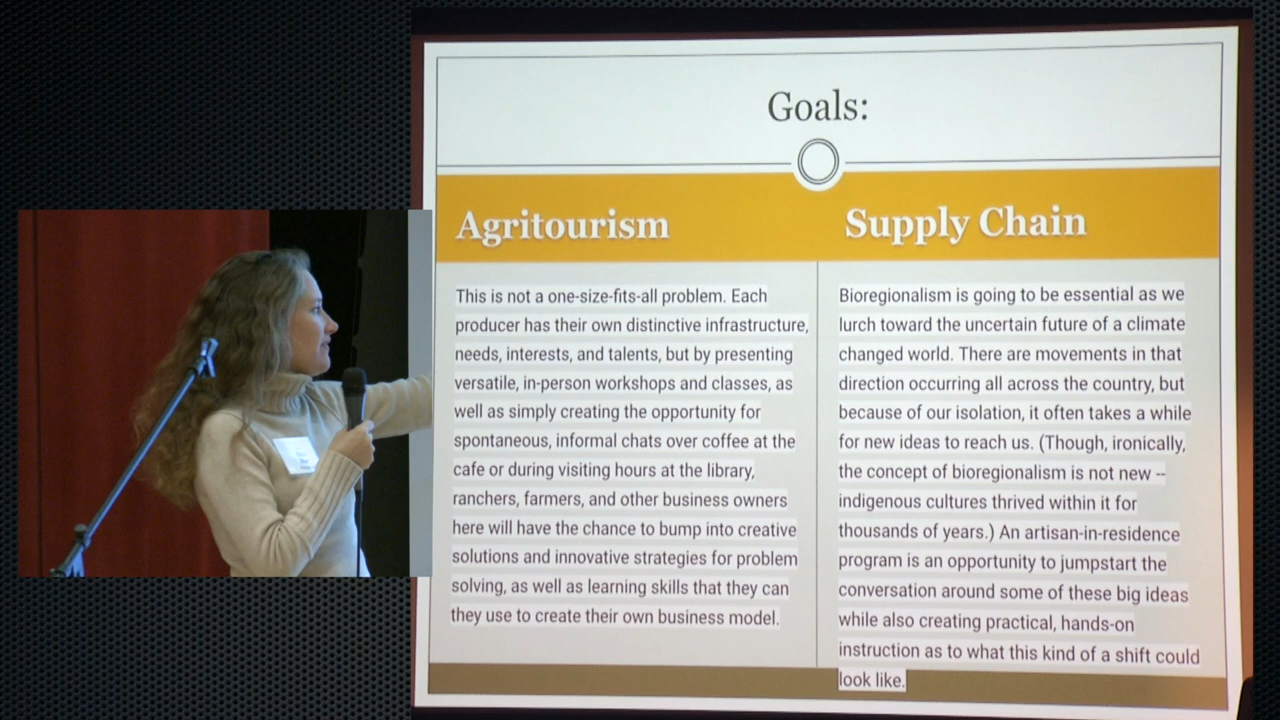 Goals:
Agritourism
This is not a one-size-fits-all problem. Each
producer has their own distinctive infrastructure,
needs, interests, and talents, but by presenting
versatile, in-person workshops and classes, as
well as simply creating the opportunity for
spontaneous, informal chats over coffee at the
cafe or during visiting hours at the library,
ranchers, farmers, and other business owners
here will have the chance to bump into creative
solutions and innovative strategies for problem
solving, as well as learning skills that they can
they use to create their own business model.
Supply Chain
Bioregionalism is going to be essential as we
lurch toward the uncertain future of a climate
changed world. There are movements in that
direction occurring all across the country, but
because of our isolation, it often takes a while
for new ideas to reach us. (Though, ironically,
the concept of bioregionalism is not new --
indigenous cultures thrived within it for
thousands of years.) An artisan-in-residence
program is an opportunity to jumpstart the
conversation around some of these big ideas
while also creating practical, hands-on
instruction as to what this kind of a shift could
look like.